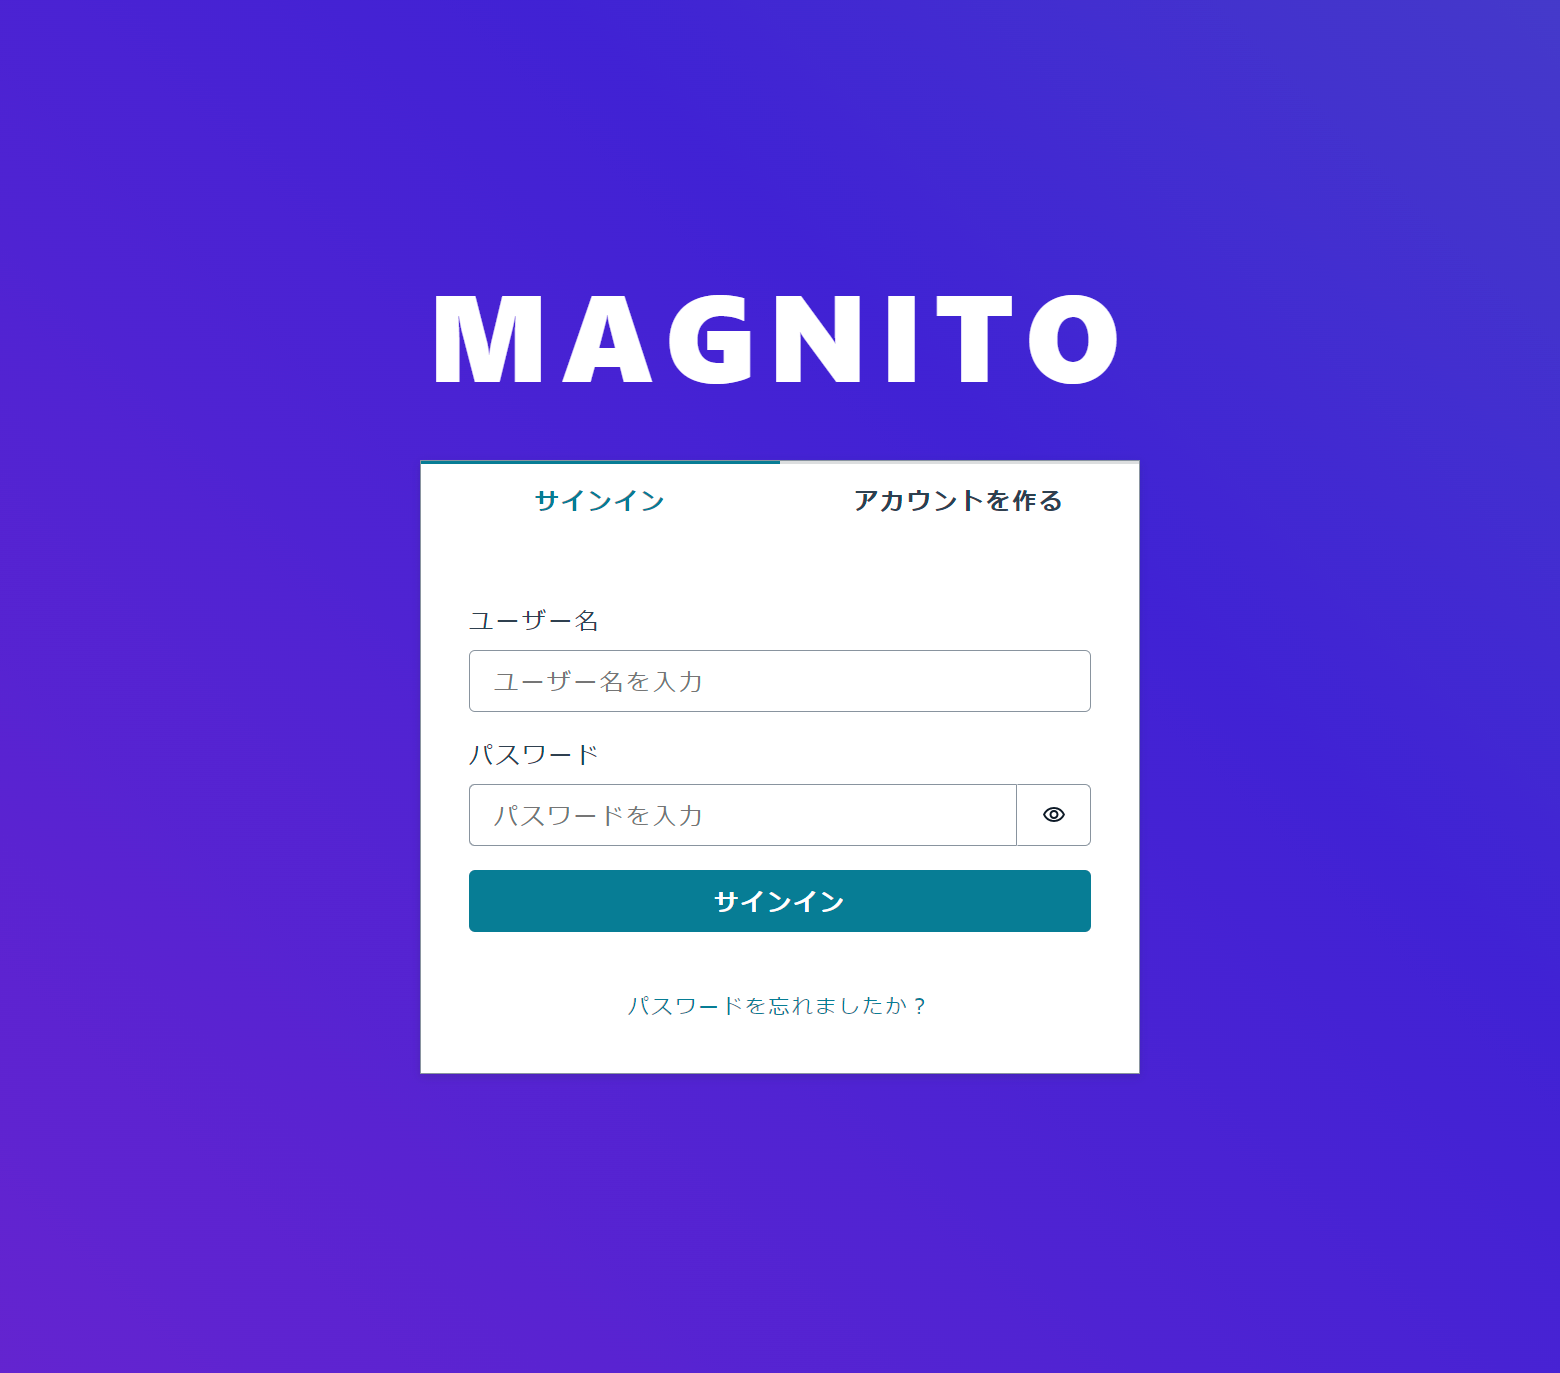 MAGNITO
サインイン
アカウントを作る
ユーザー名
ユーザー名を入力
パスワード
パスワードを入力
サインイン
パスワードを忘れましたか？